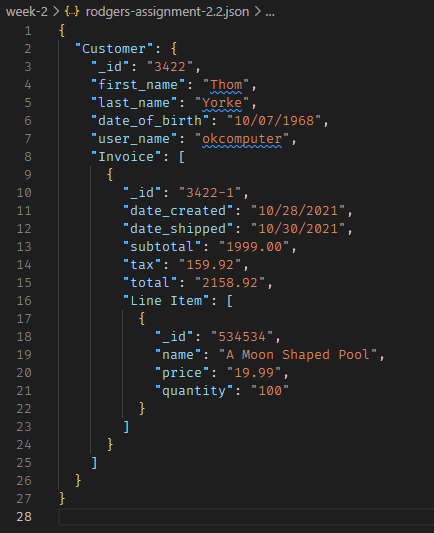 week-2 > {..} rodgers-assignment-2.2.json > ...
1 {
2 "Customer": {
3 "_id": "3422",
4 "first_name": "Thom",
5 "last_name": "Yorke",
6 "date_of_birth": "10/07/1968",
7 "user_name": "okcomputer",
8 "Invoice": [
9 {
10 "_id": "3422-1",
11 "date_created": "10/28/2021",
12 "date_shipped": "10/30/2021",
13 "subtotal": "1999.00",
14 "tax": "159.92",
15 "total": "2158.92",
16 "Line Item": [
17 {
18 "_id": "534534",
19 "name": "A Moon Shaped Pool",
20 "price": "19.99",
21 "quantity": "100"
22 }
23 ]
24 }
25 ]
26 }
27 }
28